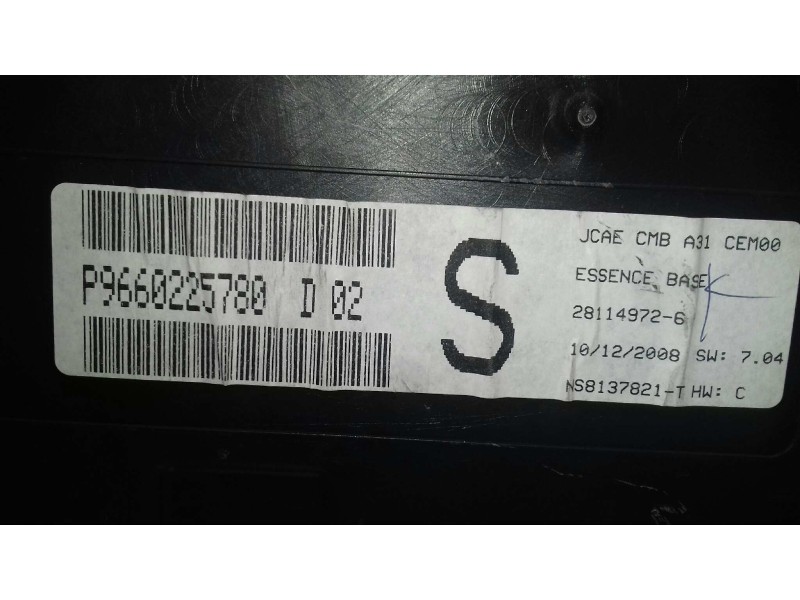 P9660225780 D 02
S
JCAE CMB A31 CEM00
ESSENCE BASE
28114972-6
10/12/2008 SW: 7.04
NS8137821-T HW: C